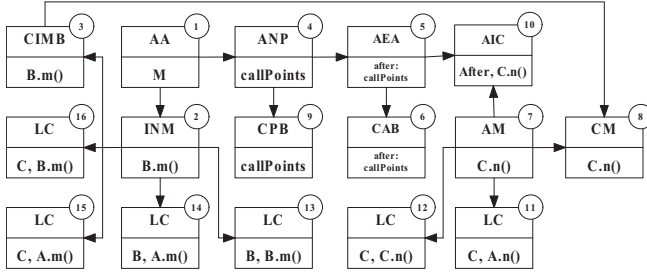 3 1 4 5 10
CIMB AA ANP AEA AIC
B.m() M callPoints after: callPoints After, C.n()
16 2 9 6 7 8
LC INM CPB CAB AM CM
C, B.m() B.m() callPoints after: callPoints C.n() C.n()
15 14 13 12 11
LC LC LC LC LC
C, A.m() B, A.m() B, B.m() C, C.n() C, A.n()